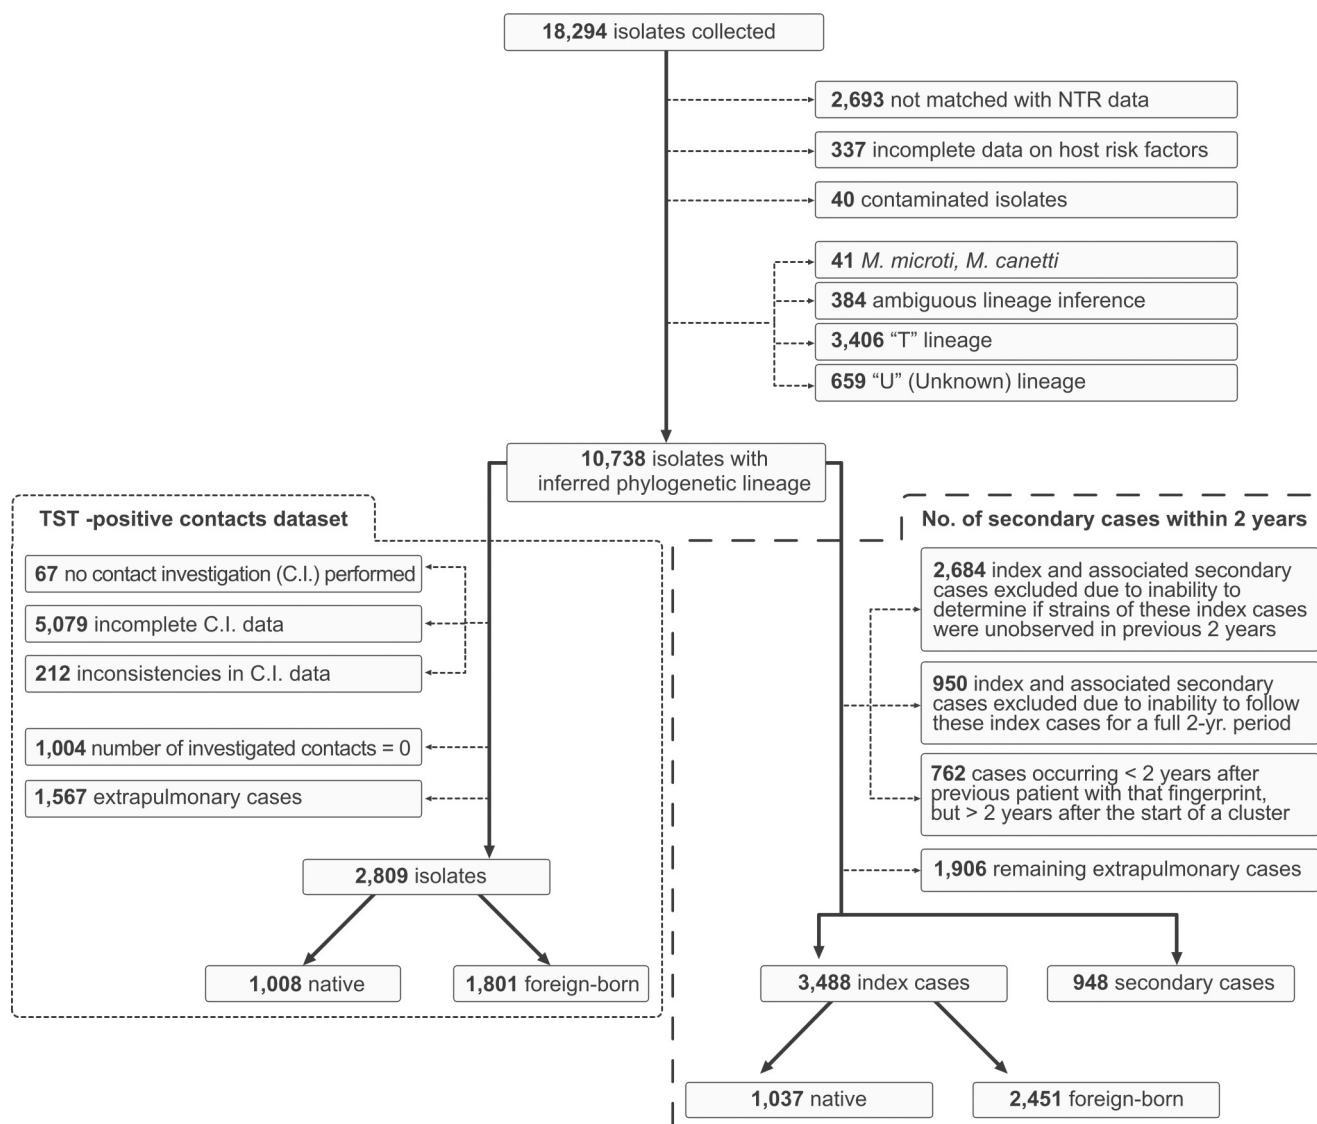 18,294 isolates collected
2,693 not matched with NTR data
337 incomplete data on host risk factors
40 contaminated isolates
41 M. microti, M. canetti
384 ambiguous lineage inference
3,406 “T” lineage
659 “U” (Unknown) lineage
10,738 isolates with
inferred phylogenetic lineage
TST -positive contacts dataset
67 no contact investigation (C.I.) performed
5,079 incomplete C.I. data
212 inconsistencies in C.I. data
1,004 number of investigated contacts = 0
1,567 extrapulmonary cases
2,809 isolates
1,008 native
1,801 foreign-born
No. of secondary cases within 2 years
2,684 index and associated secondary
cases excluded due to inability to
determine if strains of these index cases
were unobserved in previous 2 years
950 index and associated secondary
cases excluded due to inability to follow
these index cases for a full 2-yr. period
762 cases occurring < 2 years after
previous patient with that fingerprint,
but > 2 years after the start of a cluster
1,906 remaining extrapulmonary cases
3,488 index cases
948 secondary cases
1,037 native
2,451 foreign-born